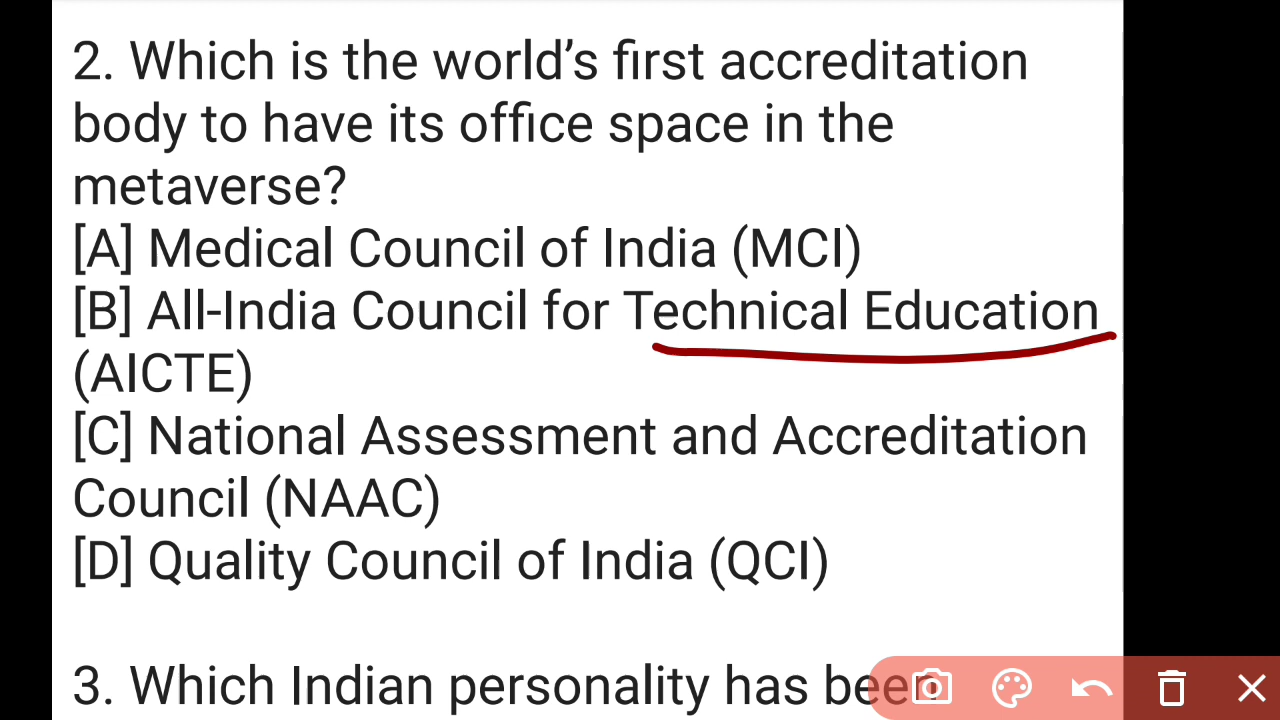 2. Which is the world’s first accreditation
body to have its office space in the
metaverse?
[A] Medical Council of India (MCI)
[B] All-India Council for Technical Education
(AICTE)
[C] National Assessment and Accreditation
Council (NAAC)
[D] Quality Council of India (QCI)
3. Which Indian personality has been